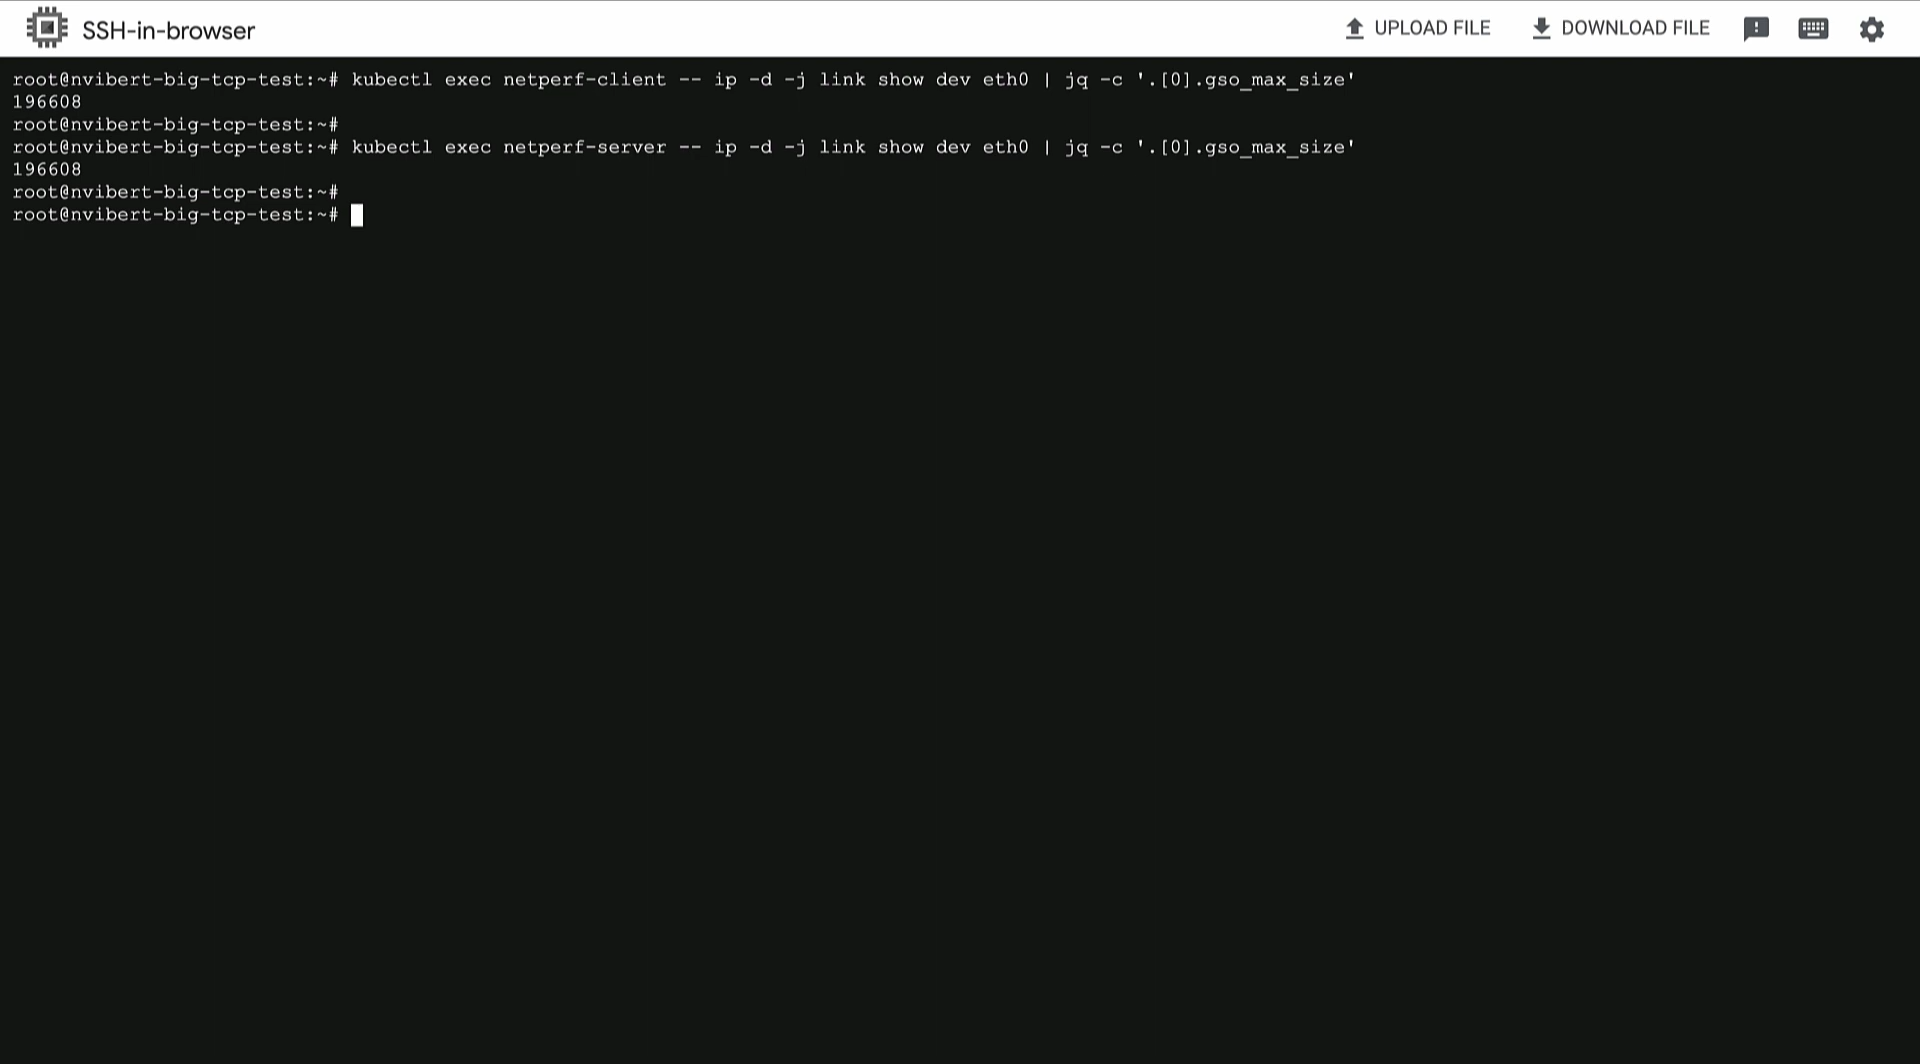 SSH-in-browser
UPLOAD FILE
DOWNLOAD FILE
root@nvibert-big-tcp-test:~# kubectl exec netperf-client -- ip -d -j link show dev eth0 | jq -c '.[0].gso_max_size'
196608
root@nvibert-big-tcp-test:~#
root@nvibert-big-tcp-test:~# kubectl exec netperf-server -- ip -d -j link show dev eth0 | jq -c '.[0].gso_max_size'
196608
root@nvibert-big-tcp-test:~#
root@nvibert-big-tcp-test:~#